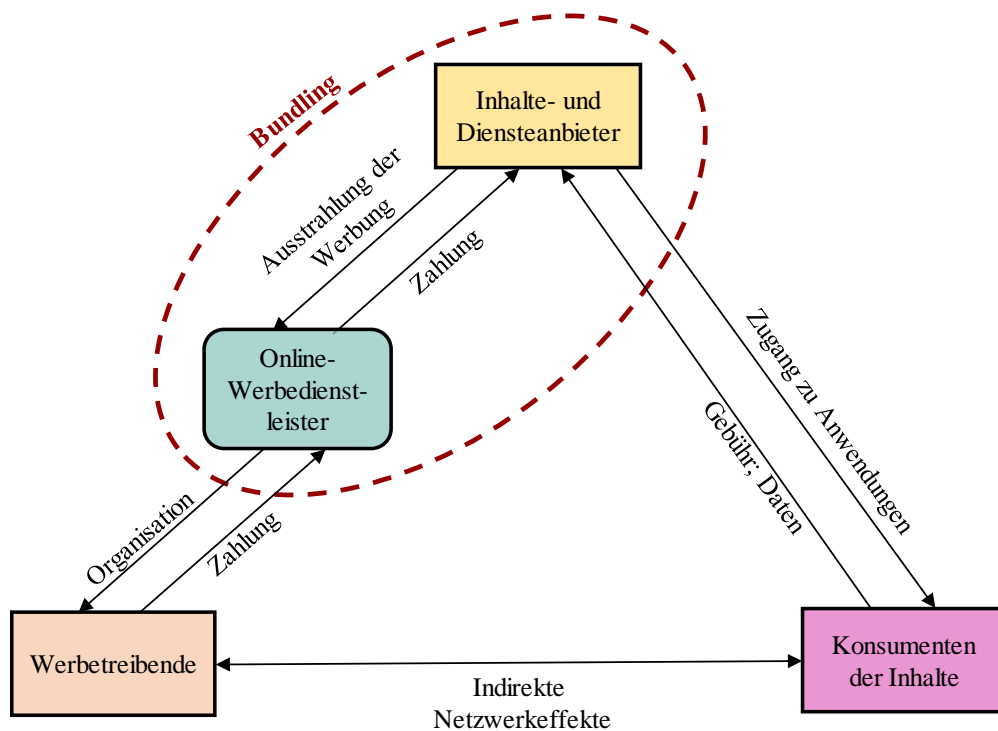 Bundling
Inhalte- und
Diensteanbieter
Ausstrahlung der
Werbung
Zahlung
Online-
Werbedienst-
leister
Zugang zu Anwendungen
Gebühr; Daten
Organisation
Zahlung
Werbetreibende
Konsumenten
der Inhalte
Indirekte
Netzwerkeffekte